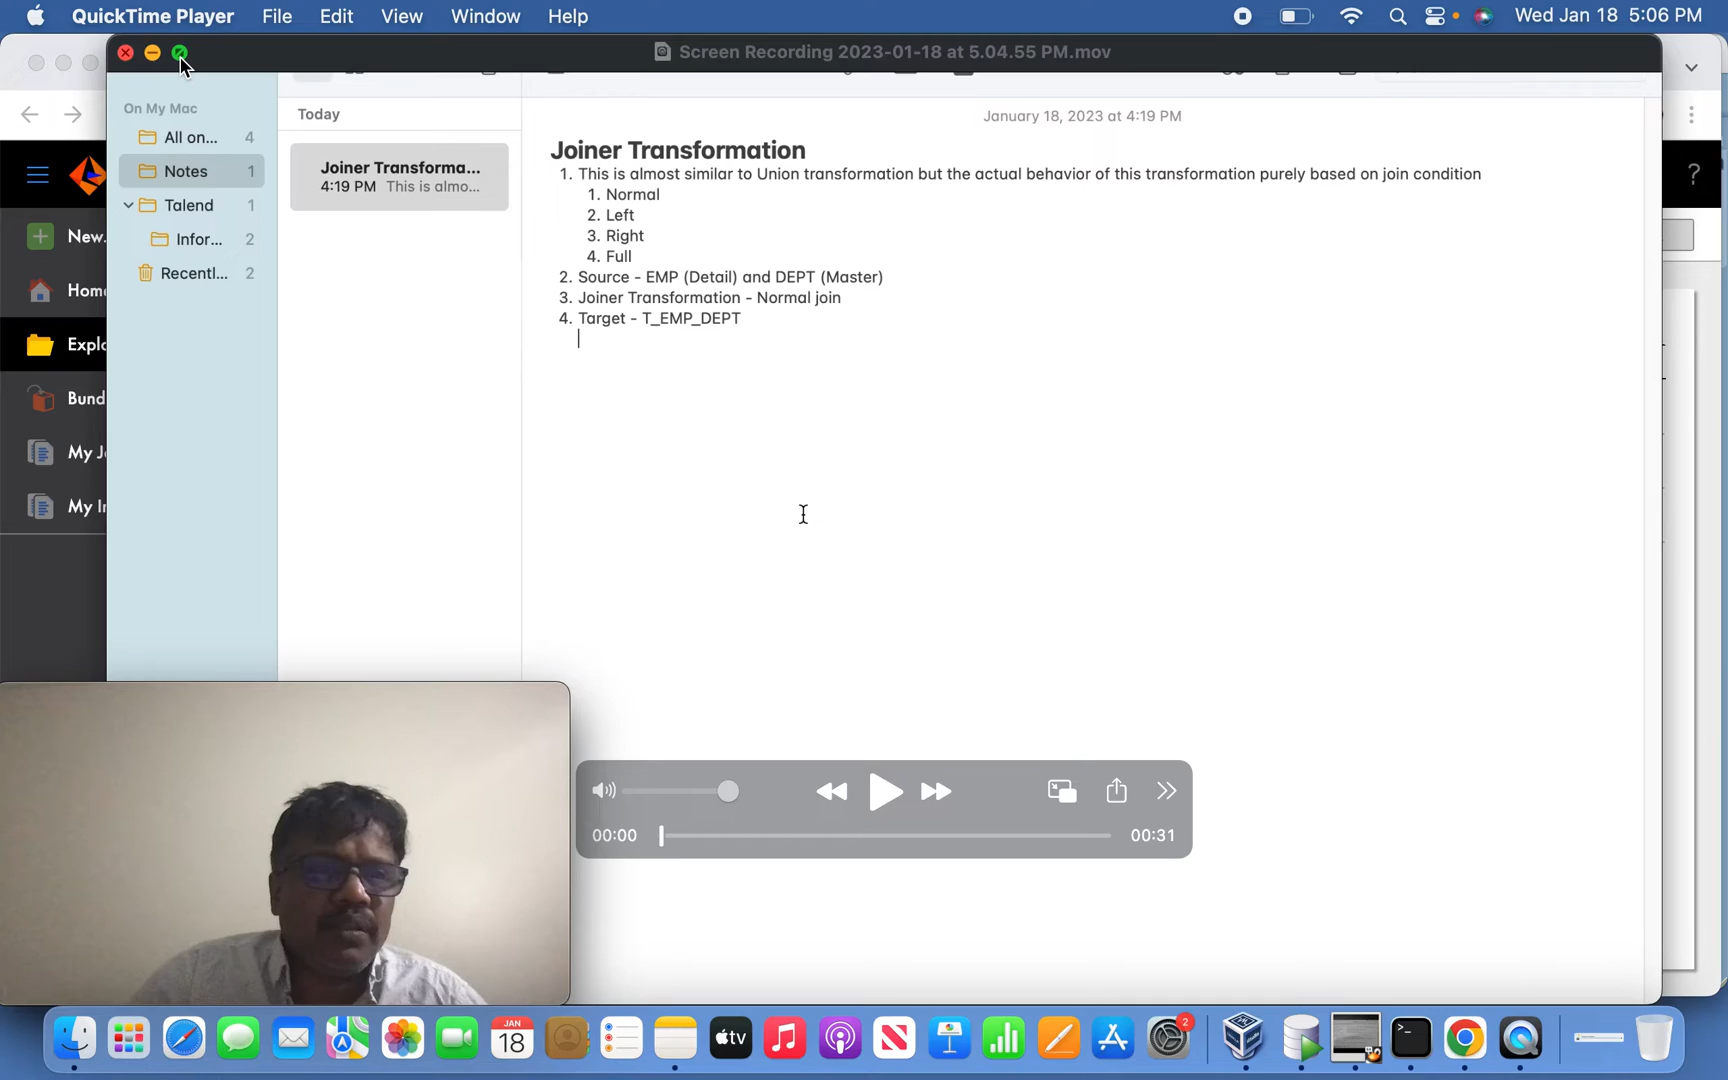 QuickTime Player File Edit View Window Help Wed Jan 18 5:06 PM
Screen Recording 2023-01-18 at 5.04.55 PM.mov
On My Mac
All on... 4
Notes 1
Talend 1
Infor... 2
Recentl... 2
Today
Joiner Transforma...
4:19 PM This is almo...
January 18, 2023 at 4:19 PM
Joiner Transformation
1. This is almost similar to Union transformation but the actual behavior of this transformation purely based on join condition
1. Normal
2. Left
3. Right
4. Full
2. Source - EMP (Detail) and DEPT (Master)
3. Joiner Transformation - Normal join
4. Target - T_EMP_DEPT
?
New.
Home
Explo
Bund
My Jo
My In
00:00 00:31
JAN
18
tv
2